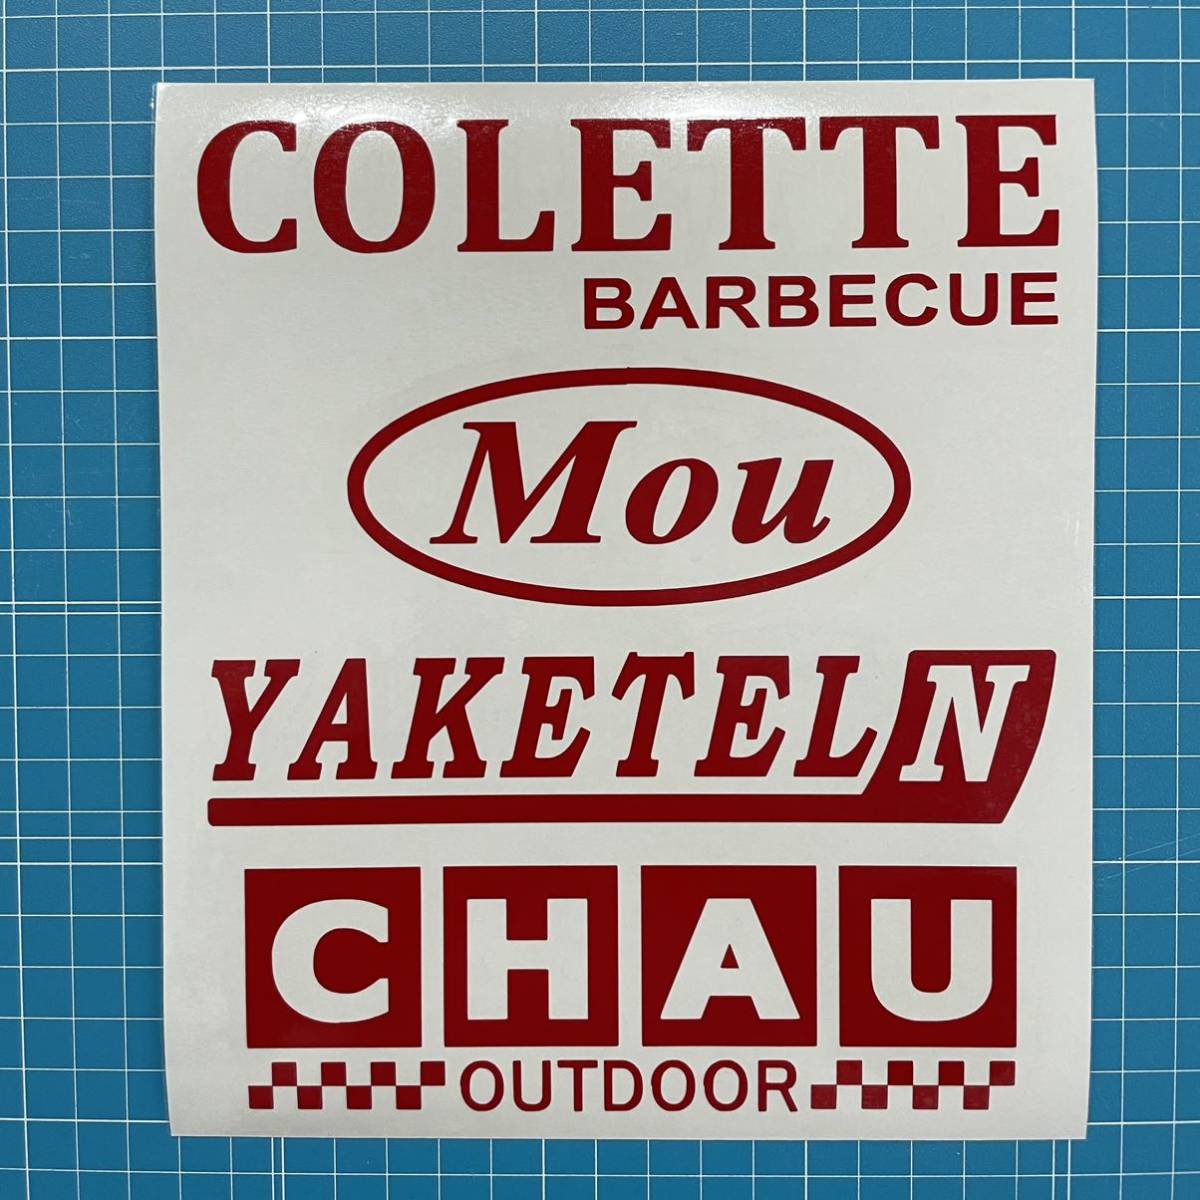 COLETTE
BARBECUE
Mou
YAKETELN
CHAU
OUTDOOR